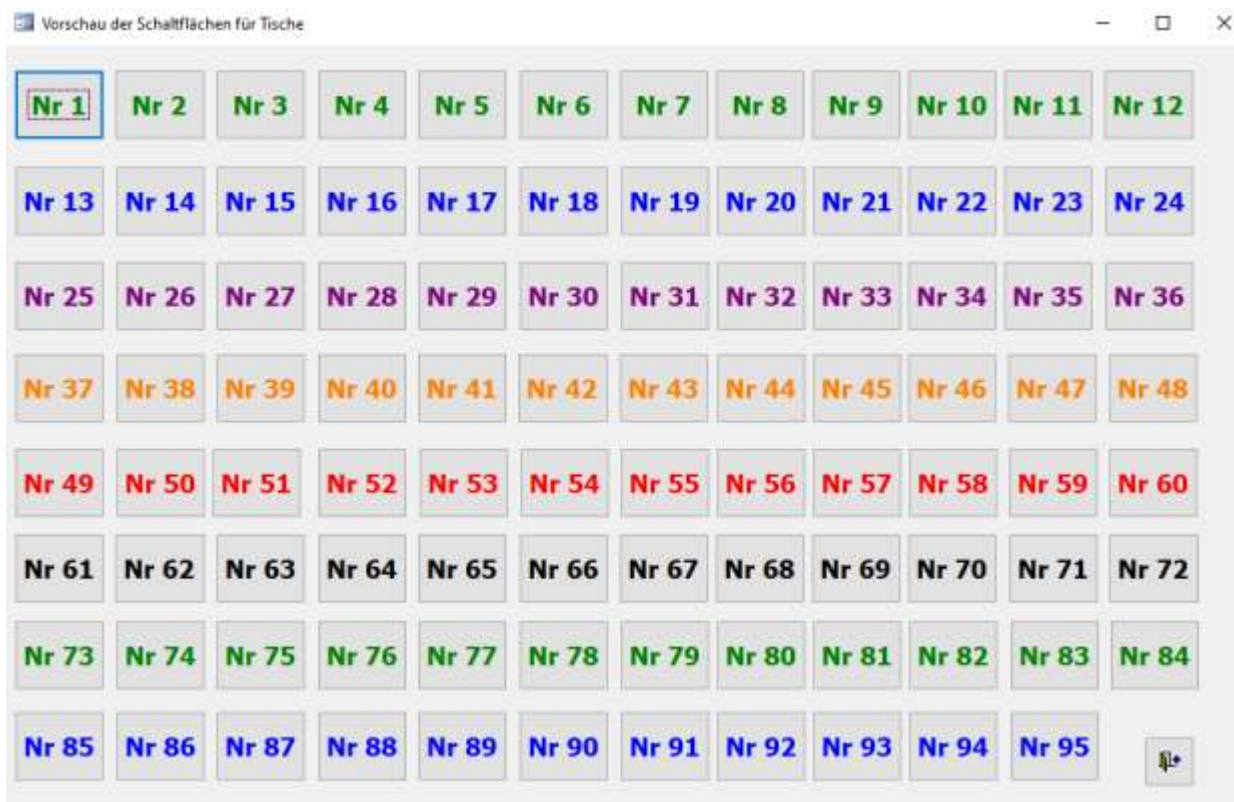 Vorschau der Schaltflächen für Tische
Nr 1 Nr 2 Nr 3 Nr 4 Nr 5 Nr 6 Nr 7 Nr 8 Nr 9 Nr 10 Nr 11 Nr 12
Nr 13 Nr 14 Nr 15 Nr 16 Nr 17 Nr 18 Nr 19 Nr 20 Nr 21 Nr 22 Nr 23 Nr 24
Nr 25 Nr 26 Nr 27 Nr 28 Nr 29 Nr 30 Nr 31 Nr 32 Nr 33 Nr 34 Nr 35 Nr 36
Nr 37 Nr 38 Nr 39 Nr 40 Nr 41 Nr 42 Nr 43 Nr 44 Nr 45 Nr 46 Nr 47 Nr 48
Nr 49 Nr 50 Nr 51 Nr 52 Nr 53 Nr 54 Nr 55 Nr 56 Nr 57 Nr 58 Nr 59 Nr 60
Nr 61 Nr 62 Nr 63 Nr 64 Nr 65 Nr 66 Nr 67 Nr 68 Nr 69 Nr 70 Nr 71 Nr 72
Nr 73 Nr 74 Nr 75 Nr 76 Nr 77 Nr 78 Nr 79 Nr 80 Nr 81 Nr 82 Nr 83 Nr 84
Nr 85 Nr 86 Nr 87 Nr 88 Nr 89 Nr 90 Nr 91 Nr 92 Nr 93 Nr 94 Nr 95